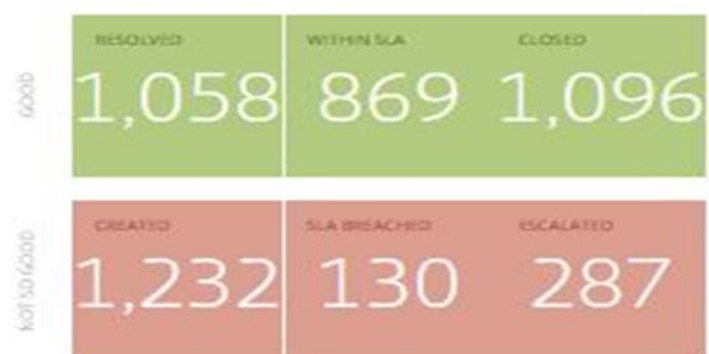 GOOD
RESOLVED
1,058
WITHIN SLA
869
CLOSED
1,096
NOT SO GOOD
CREATED
1,232
SLA BREACHED
130
ESCALATED
287